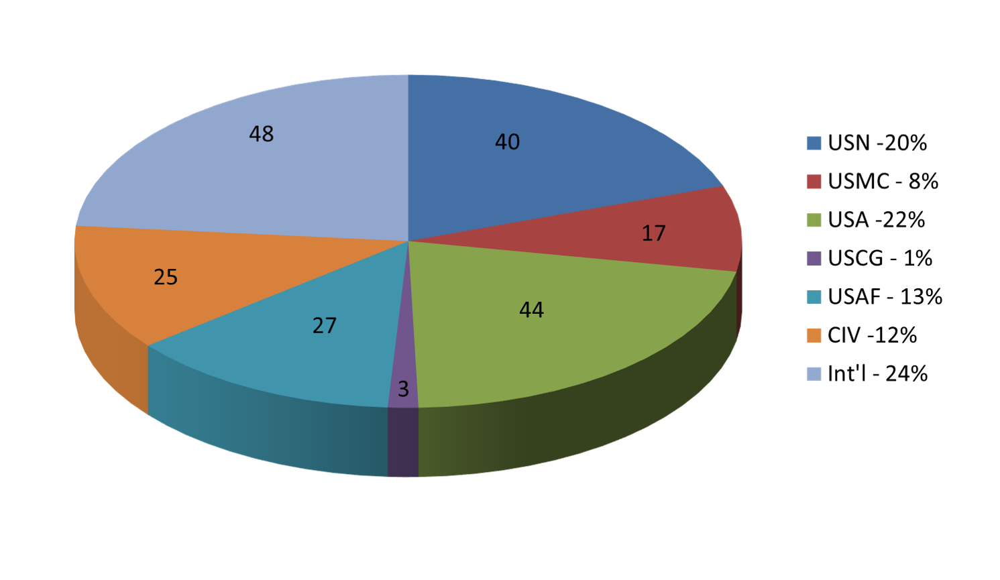 48
40
17
25
44
27
3
USN -20%
USMC - 8%
USA -22%
USCG - 1%
USAF - 13%
CIV -12%
Int'l - 24%